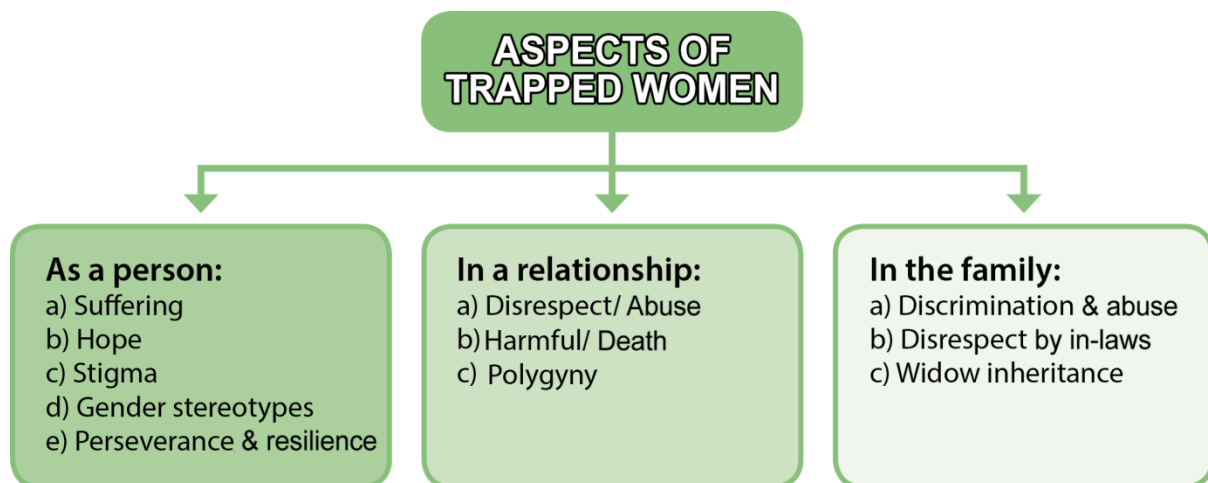 ASPECTS OF
TRAPPED WOMEN
As a person:
a) Suffering
b) Hope
c) Stigma
d) Gender stereotypes
e) Perseverance & resilience
In a relationship:
a) Disrespect/ Abuse
b) Harmful/ Death
c) Polygyny
In the family:
a) Discrimination & abuse
b) Disrespect by in-laws
c) Widow inheritance